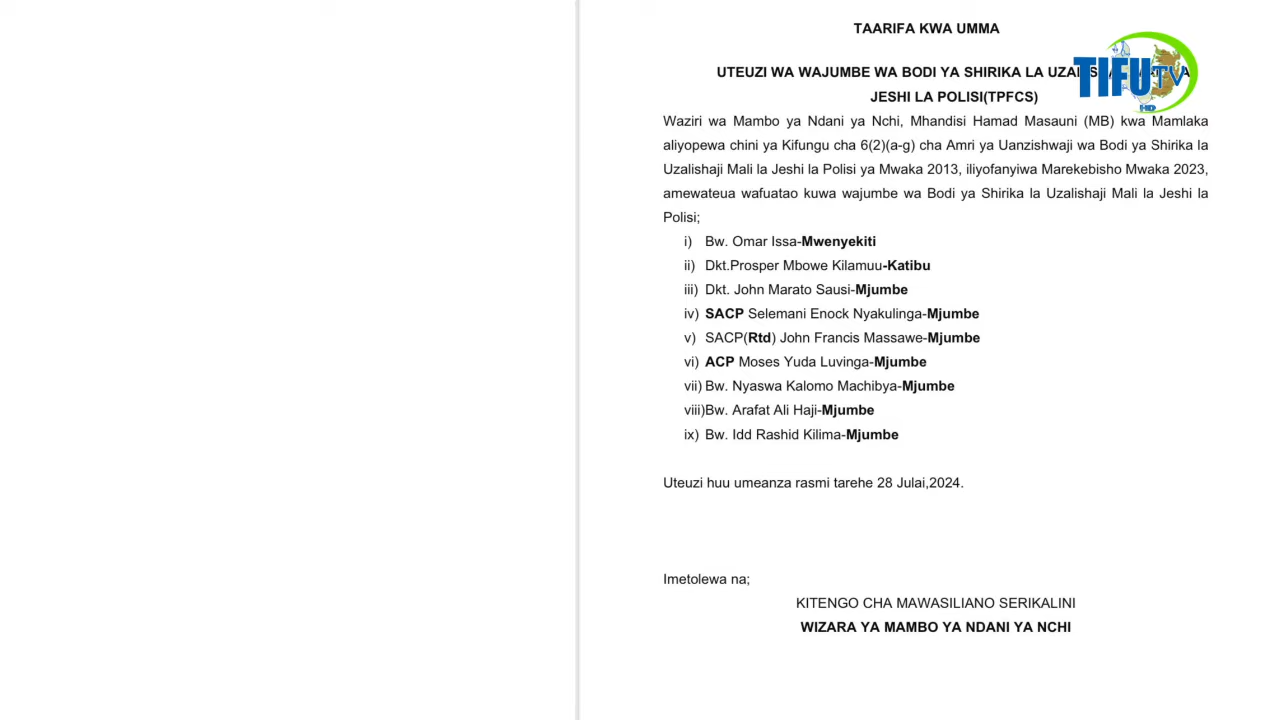 TAARIFA KWA UMMA
UTEUZI WA WAJUMBE WA BODI YA SHIRIKA LA
JESHI LA POLISI(TPFCS)
TIFU TV
HD
Waziri wa Mambo ya Ndani ya Nchi, Mhandisi Hamad Masauni (MB) kwa Mamlaka
aliyopewa chini ya Kifungu cha 6(2)(a-g) cha Amri ya Uanzishwaji wa Bodi ya Shirika la
Uzalishaji Mali la Jeshi la Polisi ya Mwaka 2013, iliyofanyiwa Marekebisho Mwaka 2023,
amewateua wafuatao kuwa wajumbe wa Bodi ya Shirika la Uzalishaji Mali la Jeshi la
Polisi;
i) Bw. Omar Issa-Mwenyekiti
ii) Dkt.Prosper Mbowe Kilamuu-Katibu
iii) Dkt. John Marato Sausi-Mjumbe
iv) SACP Selemani Enock Nyakulinga-Mjumbe
v) SACP(Rtd) John Francis Massawe-Mjumbe
vi) ACP Moses Yuda Luvinga-Mjumbe
vii) Bw. Nyaswa Kalomo Machibya-Mjumbe
viii)Bw. Arafat Ali Haji-Mjumbe
ix) Bw. Idd Rashid Kilima-Mjumbe
Uteuzi huu umeanza rasmi tarehe 28 Julai,2024.
Imetolewa na;
KITENGO CHA MAWASILIANO SERIKALINI
WIZARA YA MAMBO YA NDANI YA NCHI